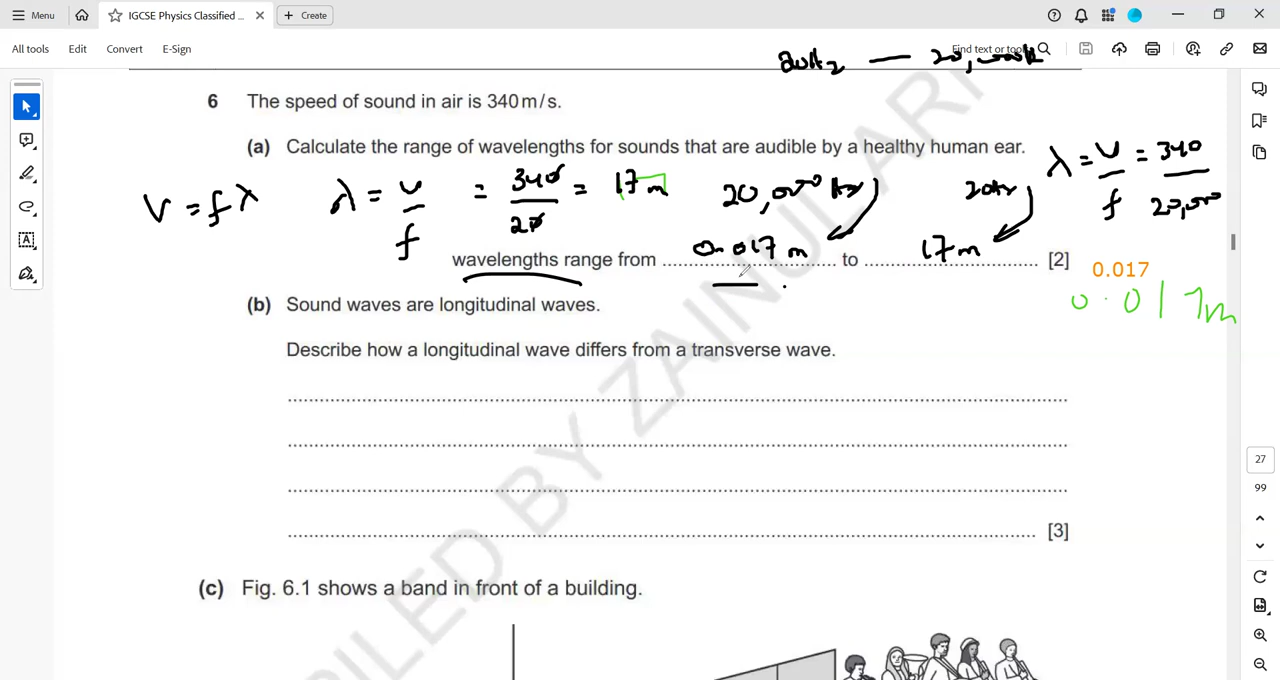 Menu
IGCSE Physics Classified ...
Create
All tools Edit Convert E-Sign
Find text or tools
20Hz — 20,000Hz
6 The speed of sound in air is 340 m/s.
(a) Calculate the range of wavelengths for sounds that are audible by a healthy human ear.
V = fλ
λ = v/f = 340/20 = 17 m
20,000 Hz
20Hz
λ = v/f = 340/20,000
wavelengths range from 0.017 m to 17 m [2]
0.017
0.017m
(b) Sound waves are longitudinal waves.
Describe how a longitudinal wave differs from a transverse wave.
[3]
(c) Fig. 6.1 shows a band in front of a building.
27
99